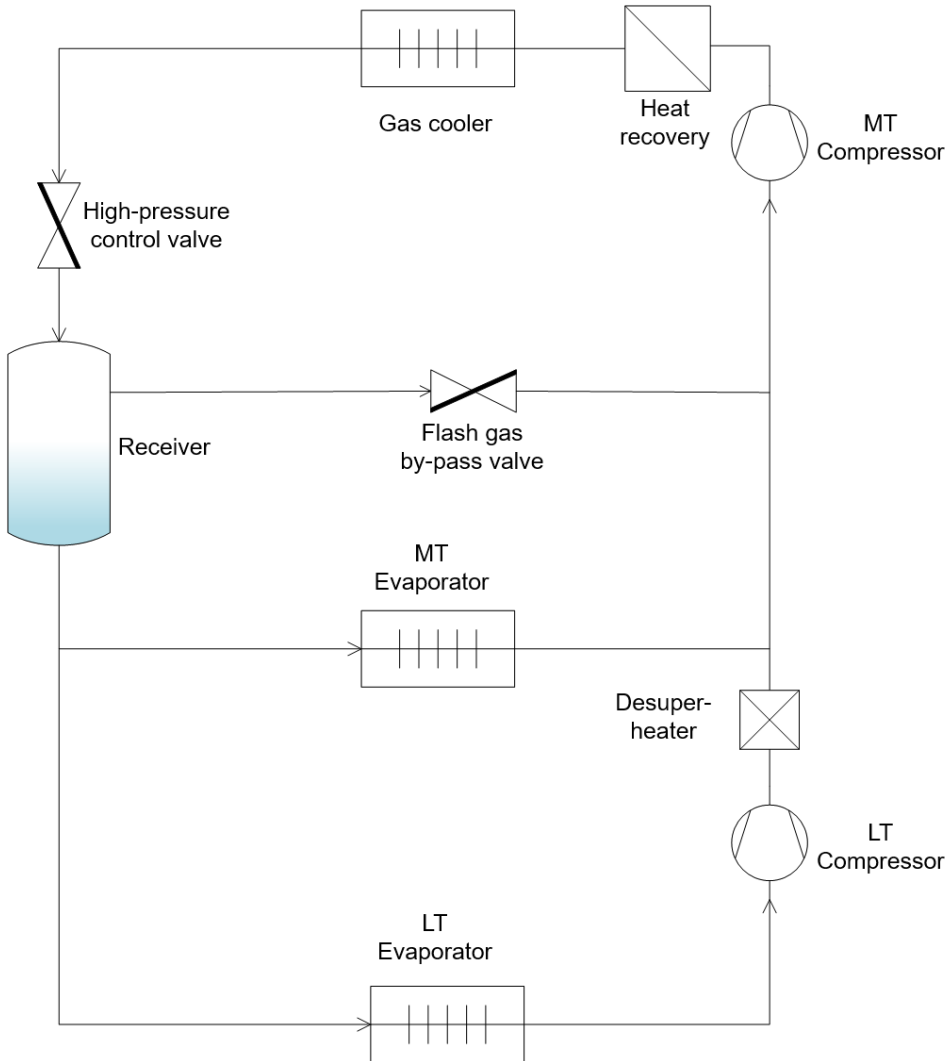 Gas cooler
Heat
recovery
MT
Compressor
High-pressure
control valve
Receiver
Flash gas
by-pass valve
MT
Evaporator
Desuper-
heater
LT
Compressor
LT
Evaporator